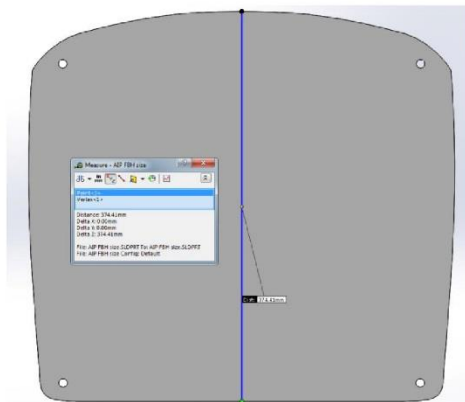 Measure - AIP FBH size
Point<1>
Vertex<1>
Distance: 374.41mm
Delta X: 0.00mm
Delta Y: 0.00mm
Delta Z: 374.41mm
File: AIP FBH size.SLDPRT To: AIP FBH size.SLDPRT
File: AIP FBH size Config: Default
Dist: 374.41mm